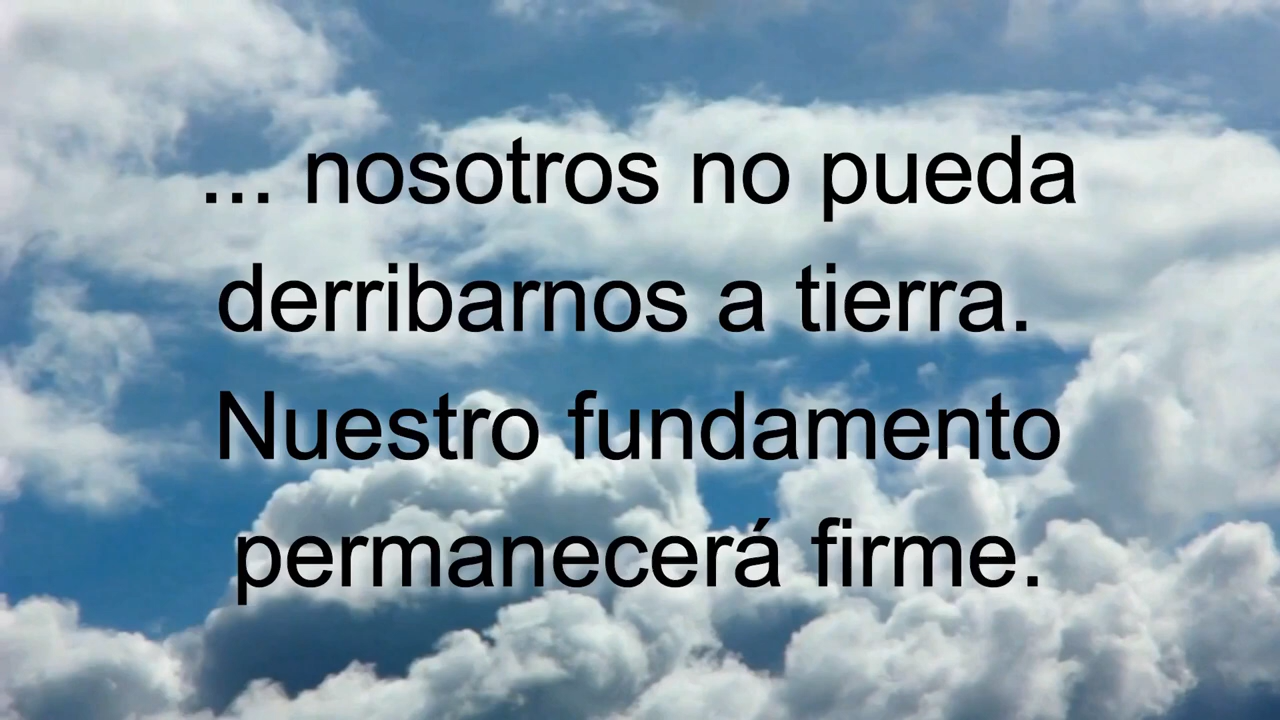 ... nosotros no pueda
derribarnos a tierra.
Nuestro fundamento
permanecerá firme.